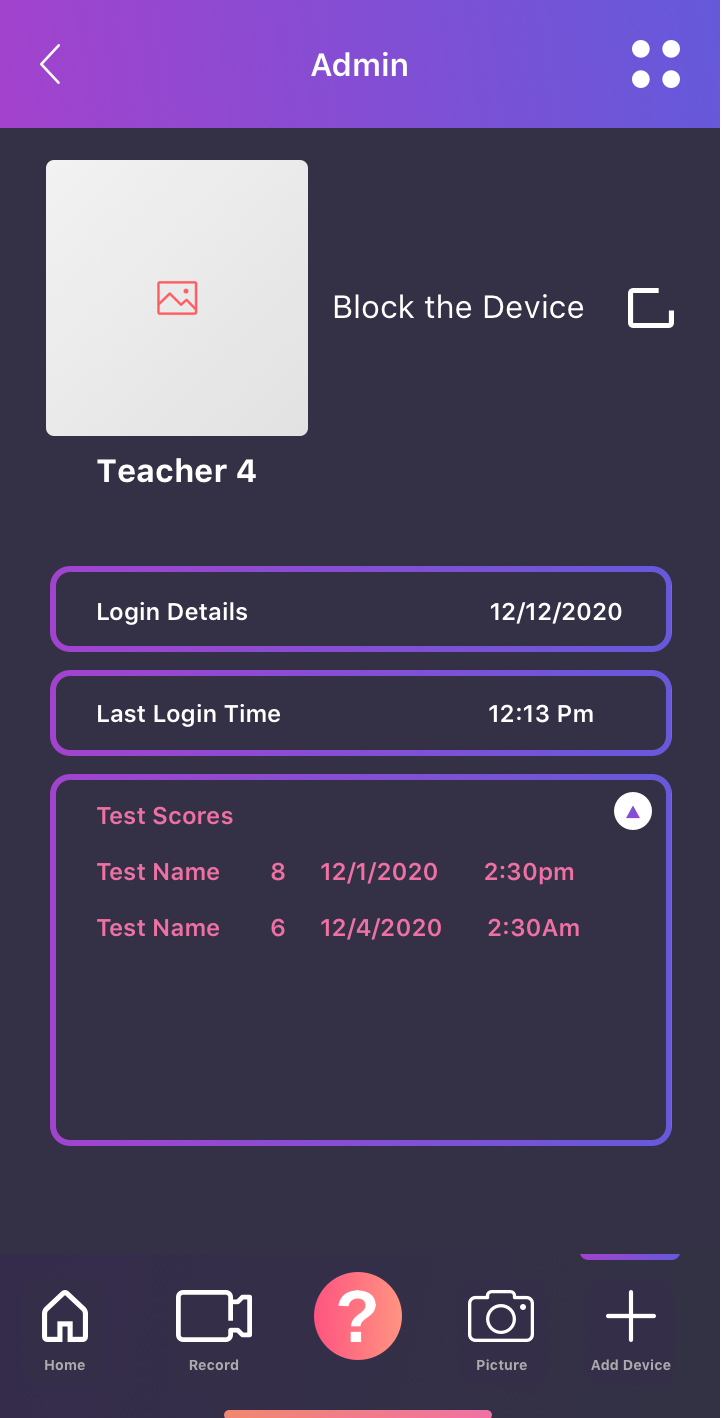 Admin
Block the Device
Teacher 4
Login Details 12/12/2020
Last Login Time 12:13 Pm
Test Scores
Test Name 8 12/1/2020 2:30pm
Test Name 6 12/4/2020 2:30Am
?
Home Record Picture Add Device